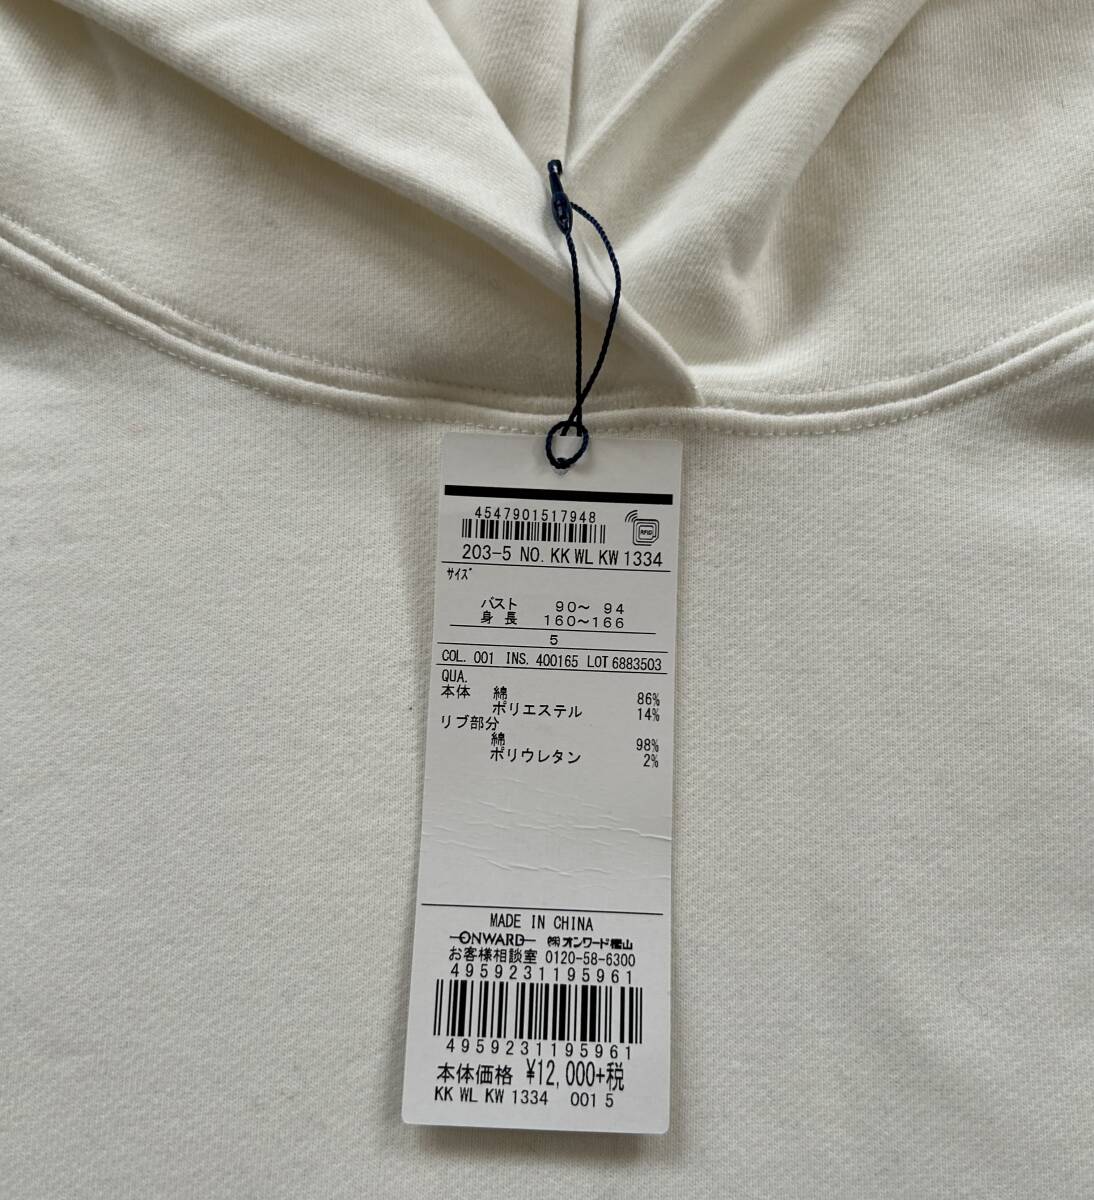 4547901517948
RFID
203-5 NO. KK WL KW 1334
サイズ
バスト 90～ 94
身 長 160～166
5
COL. 001 INS. 400165 LOT 6883503
QUA.
本体 綿 86%
ポリエステル 14%
リブ部分
綿 98%
ポリウレタン 2%
MADE IN CHINA
ONWARD ㈱オンワード樫山
お客様相談室 0120-58-6300
4959231195961
4959231195961
本体価格 ¥12,000+税
KK WL KW 1334 001 5